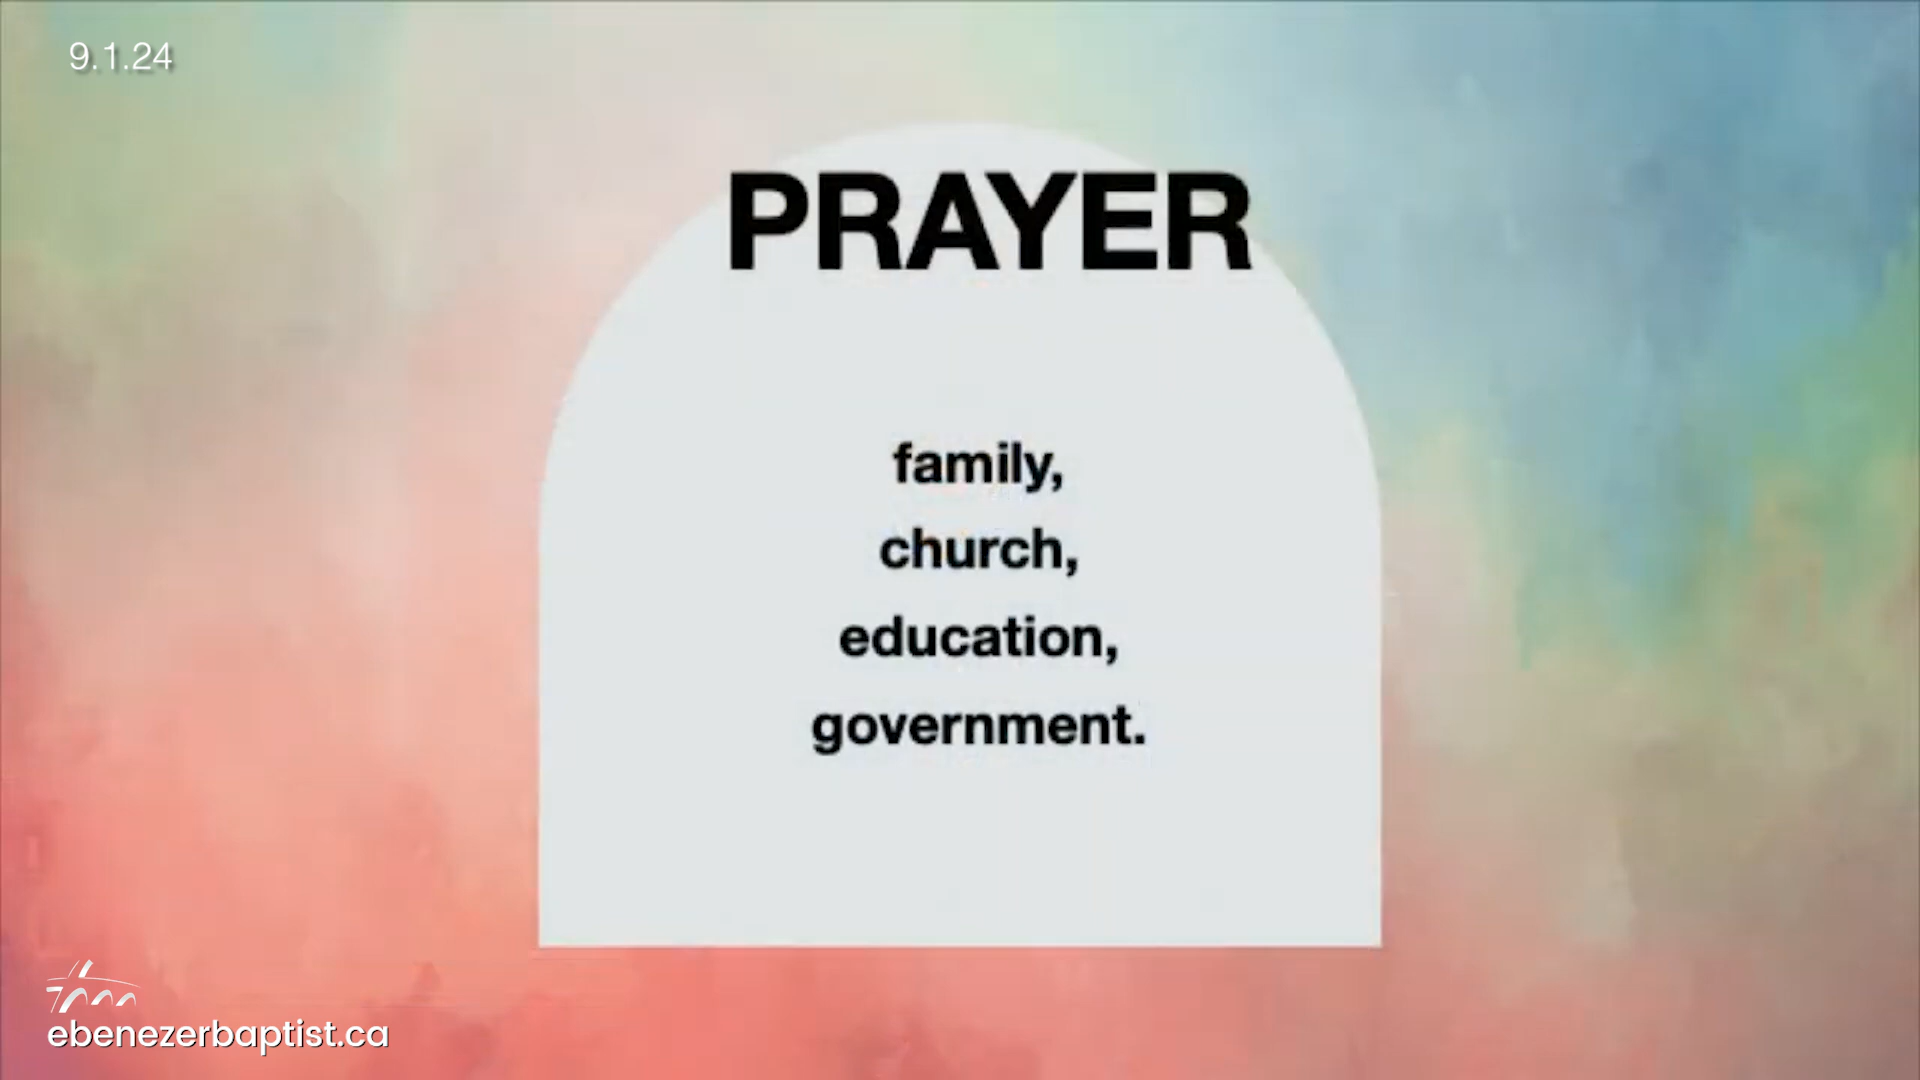 9.1.24
PRAYER
family,
church,
education,
government.
ebenezerbaptist.ca